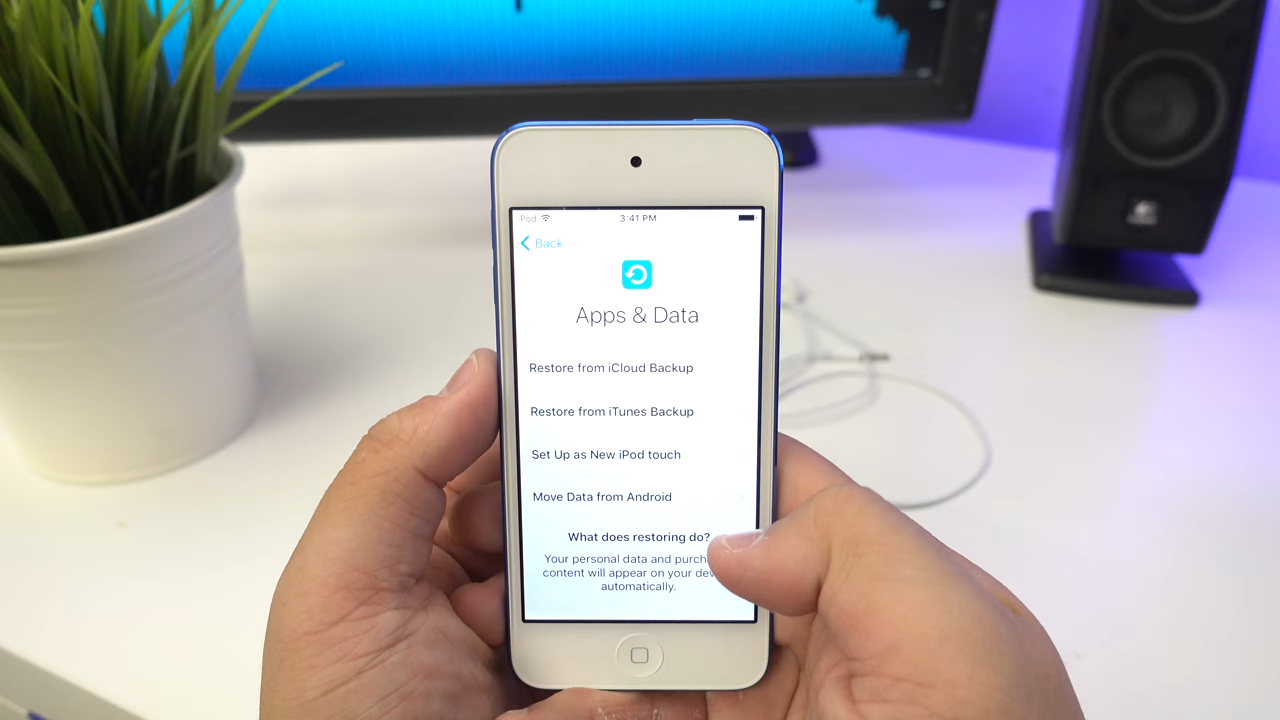 iPod 3:41 PM
Back
Apps & Data
Restore from iCloud Backup
Restore from iTunes Backup
Set Up as New iPod touch
Move Data from Android
What does restoring do?
Your personal data and purch
content will appear on your dev
automatically.